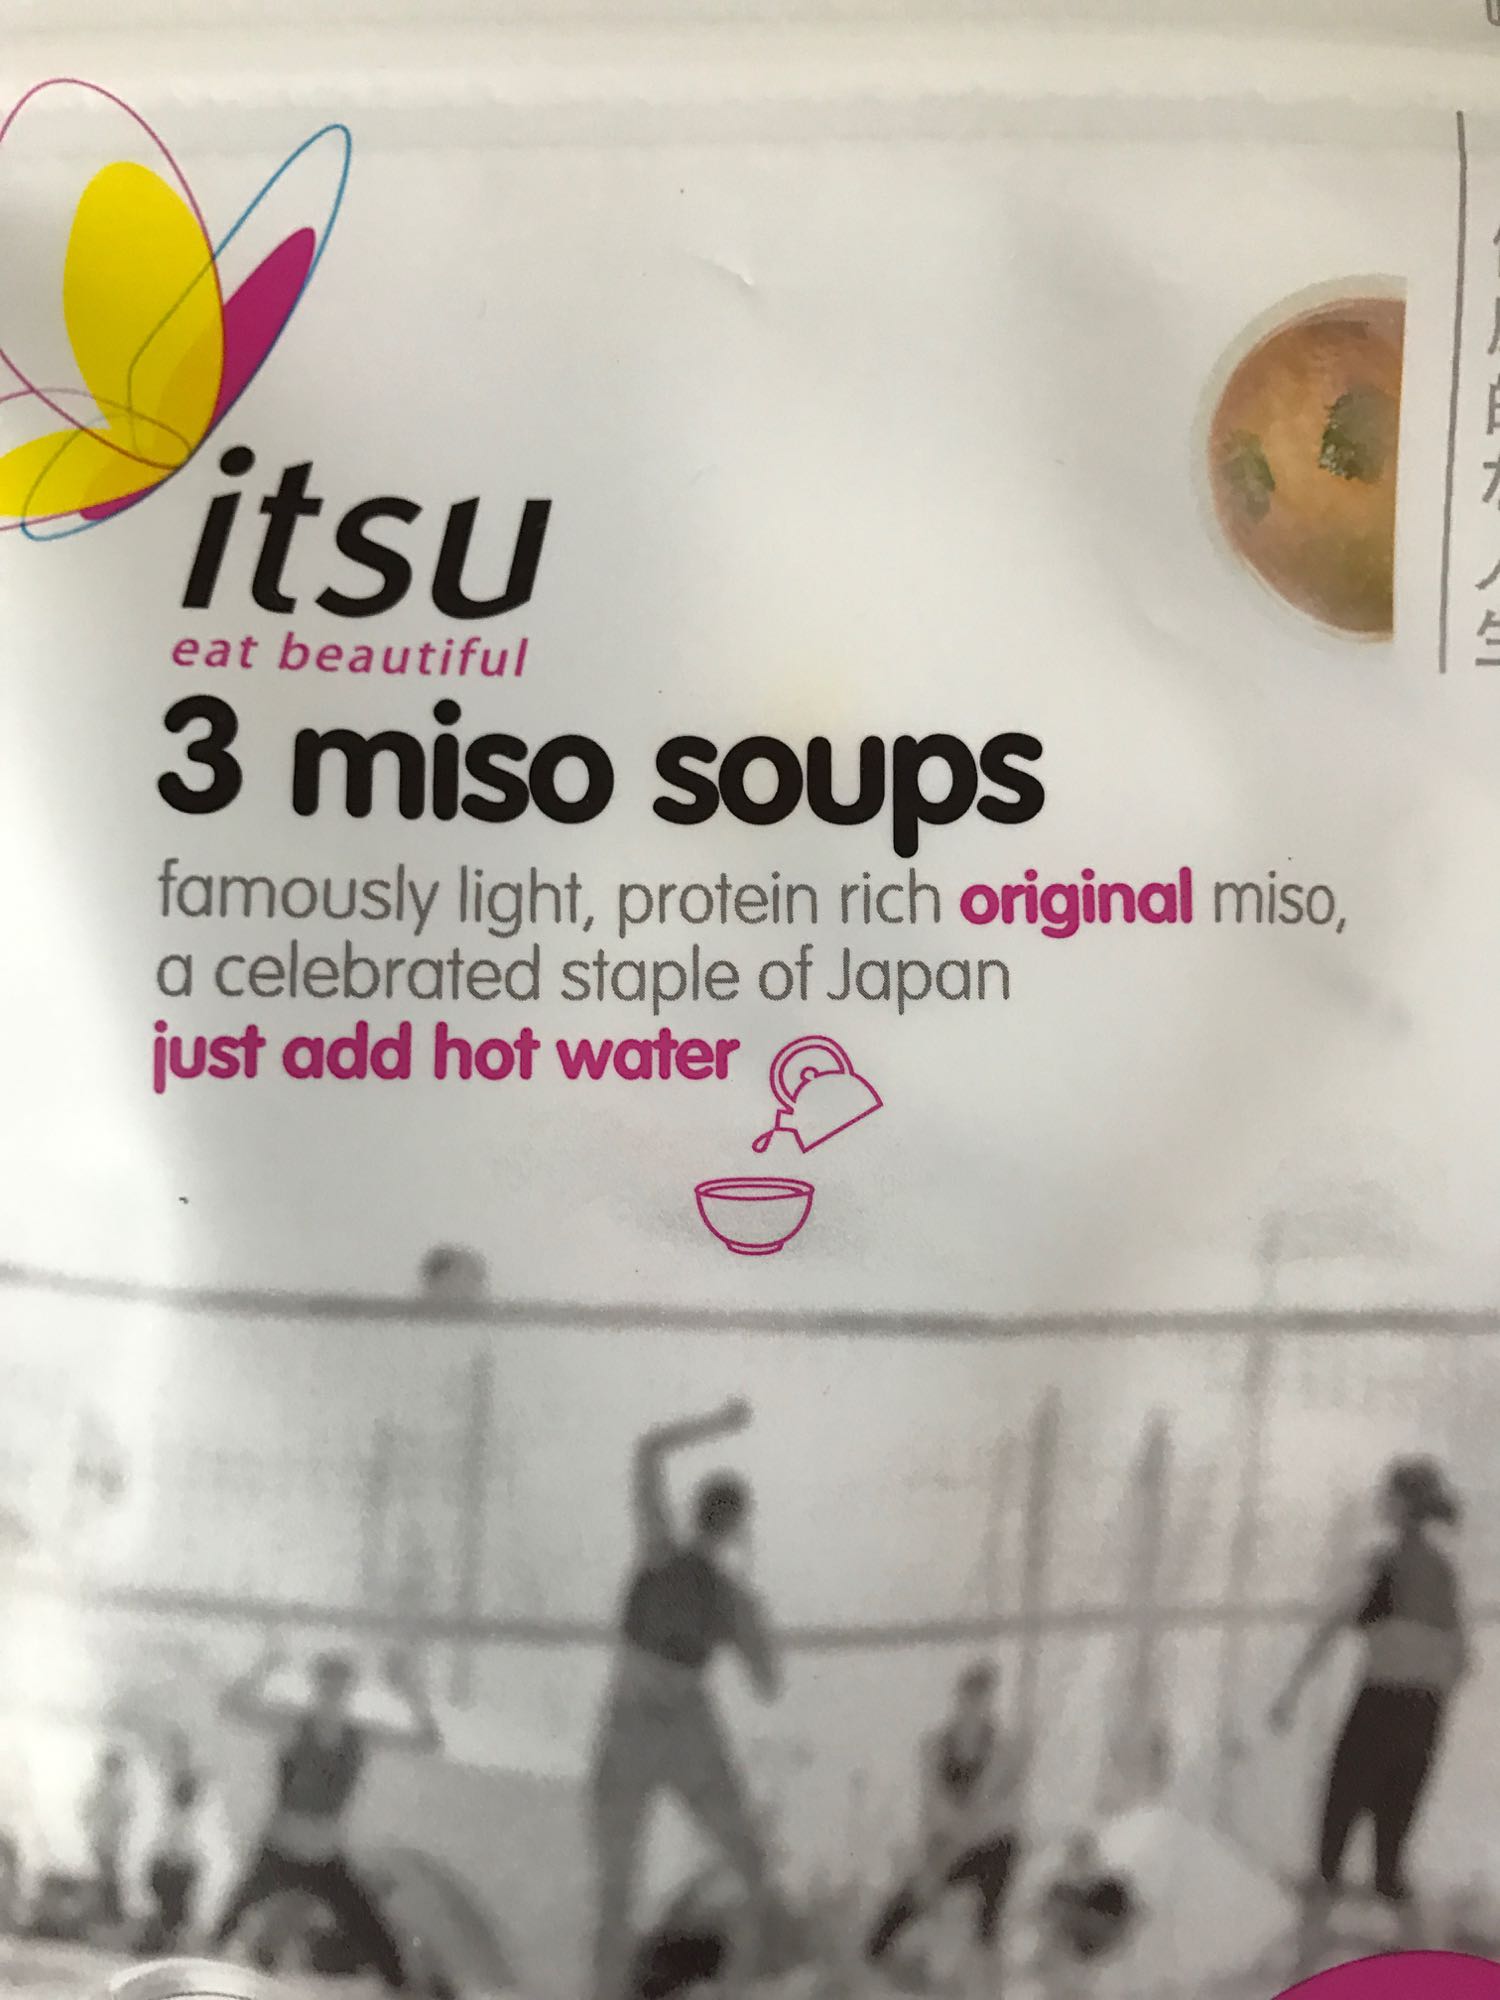 itsu
eat beautiful
3 miso soups
famously light, protein rich original miso,
a celebrated staple of Japan
just add hot water